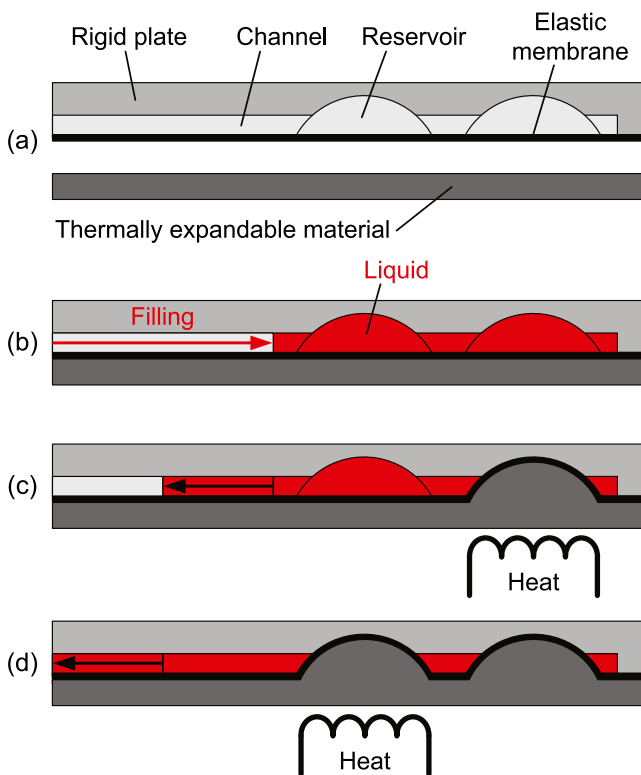 Rigid plate
Channel
Reservoir
Elastic
membrane
(a)
Thermally expandable material
Liquid
Filling
(b)
(c)
Heat
(d)
Heat